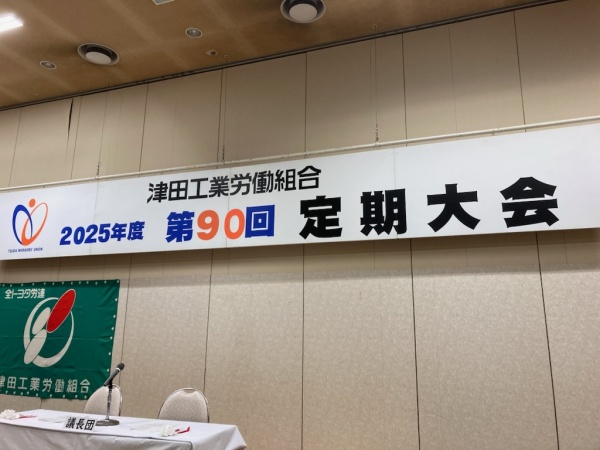 津田工業労働組合
2025年度 第90回 定期大会
TSUDA WORKERS UNION
全トヨタ労連
津田工業労働組合
議長団